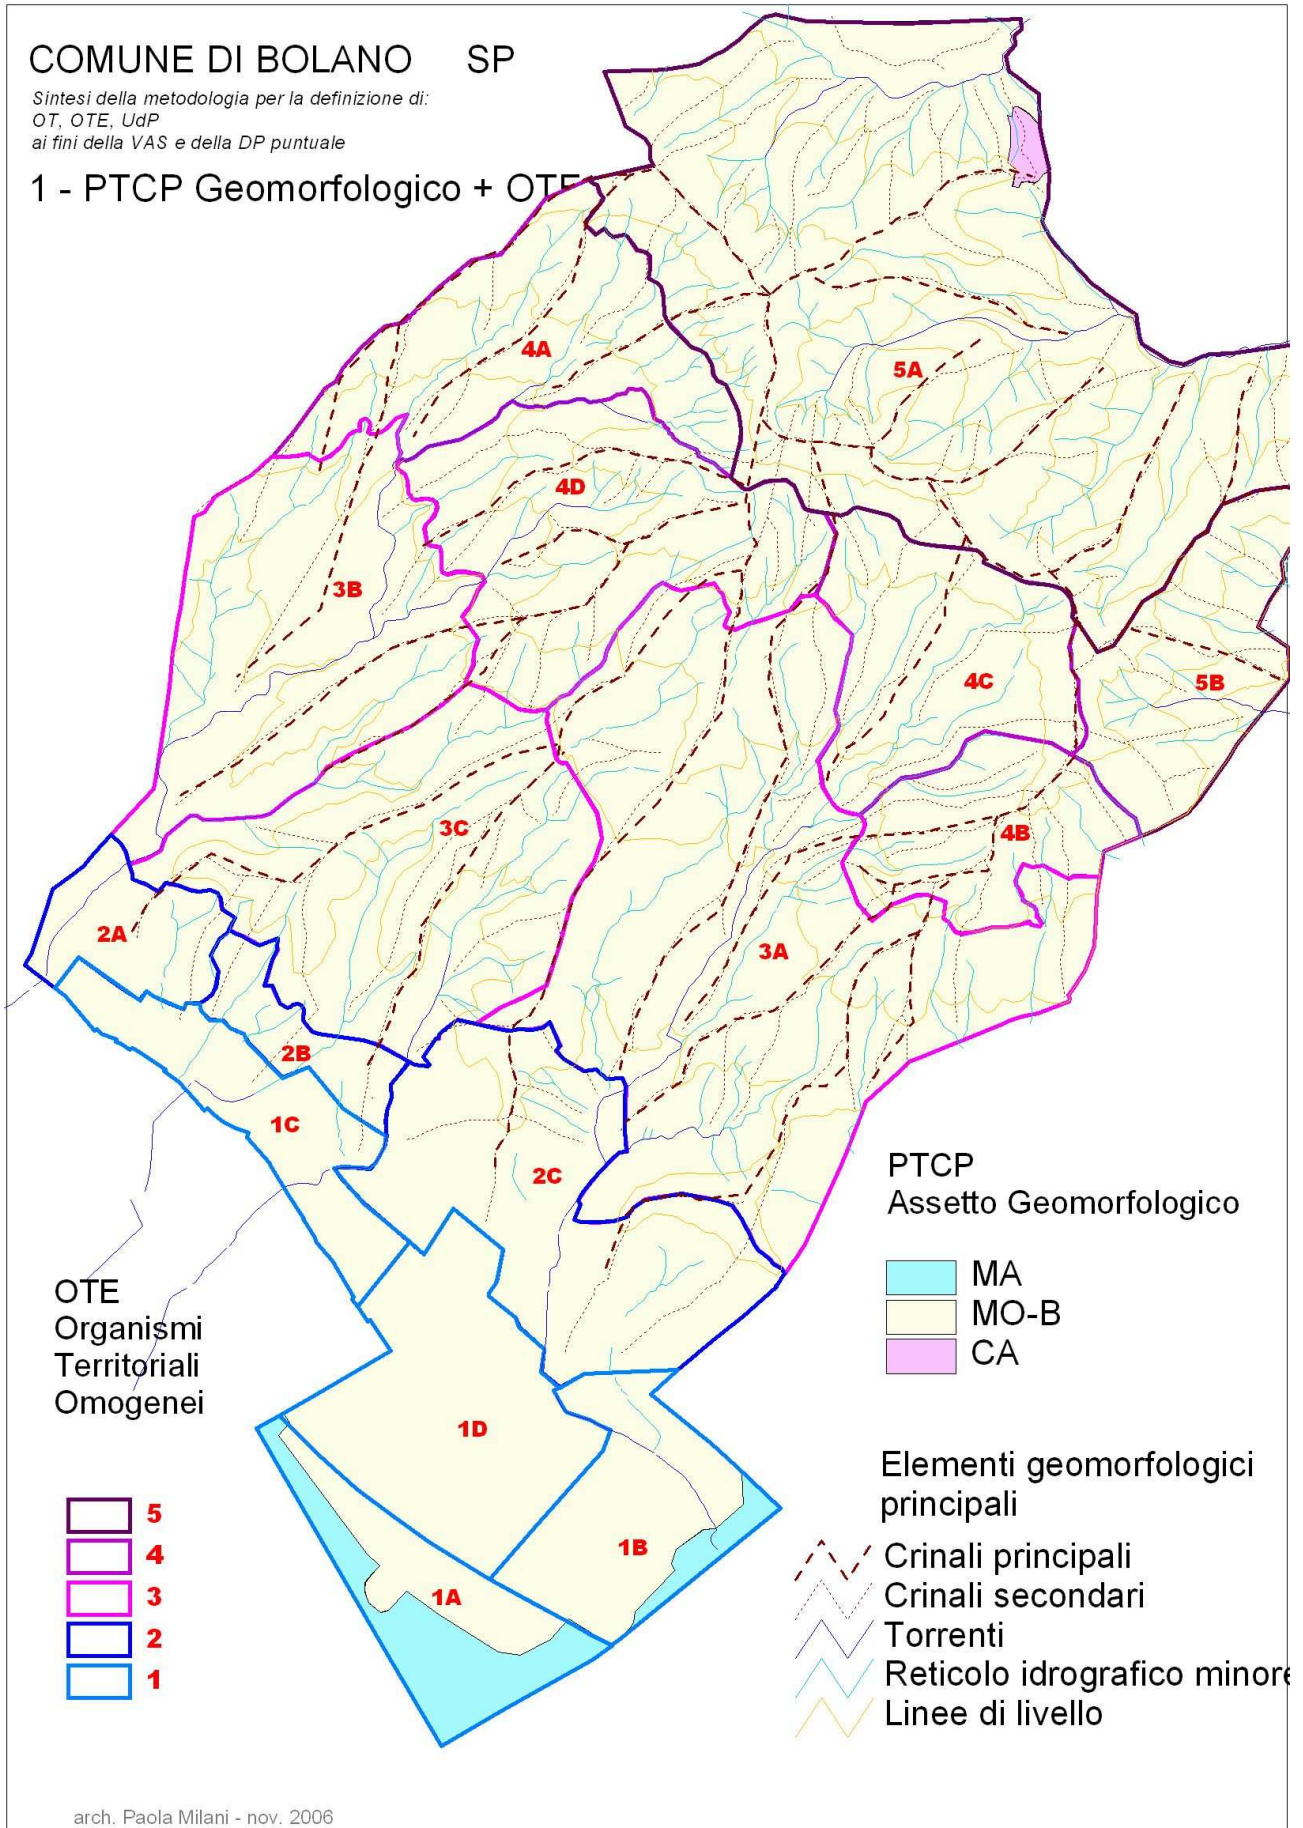 COMUNE DI BOLANO SP
Sintesi della metodologia per la definizione di:
OT, OTE, UdP
ai fini della VAS e della DP puntuale
1 - PTCP Geomorfologico + OTE
4A
5A
4D
3B
4C
5B
3C
4B
2A
3A
2B
1C
2C
PTCP
Assetto Geomorfologico
MA
MO-B
CA
OTE
Organismi
Territoriali
Omogenei
1D
1B
1A
5
4
3
2
1
Elementi geomorfologici
principali
Crinali principali
Crinali secondari
Torrenti
Reticolo idrografico minore
Linee di livello
arch. Paola Milani - nov. 2006